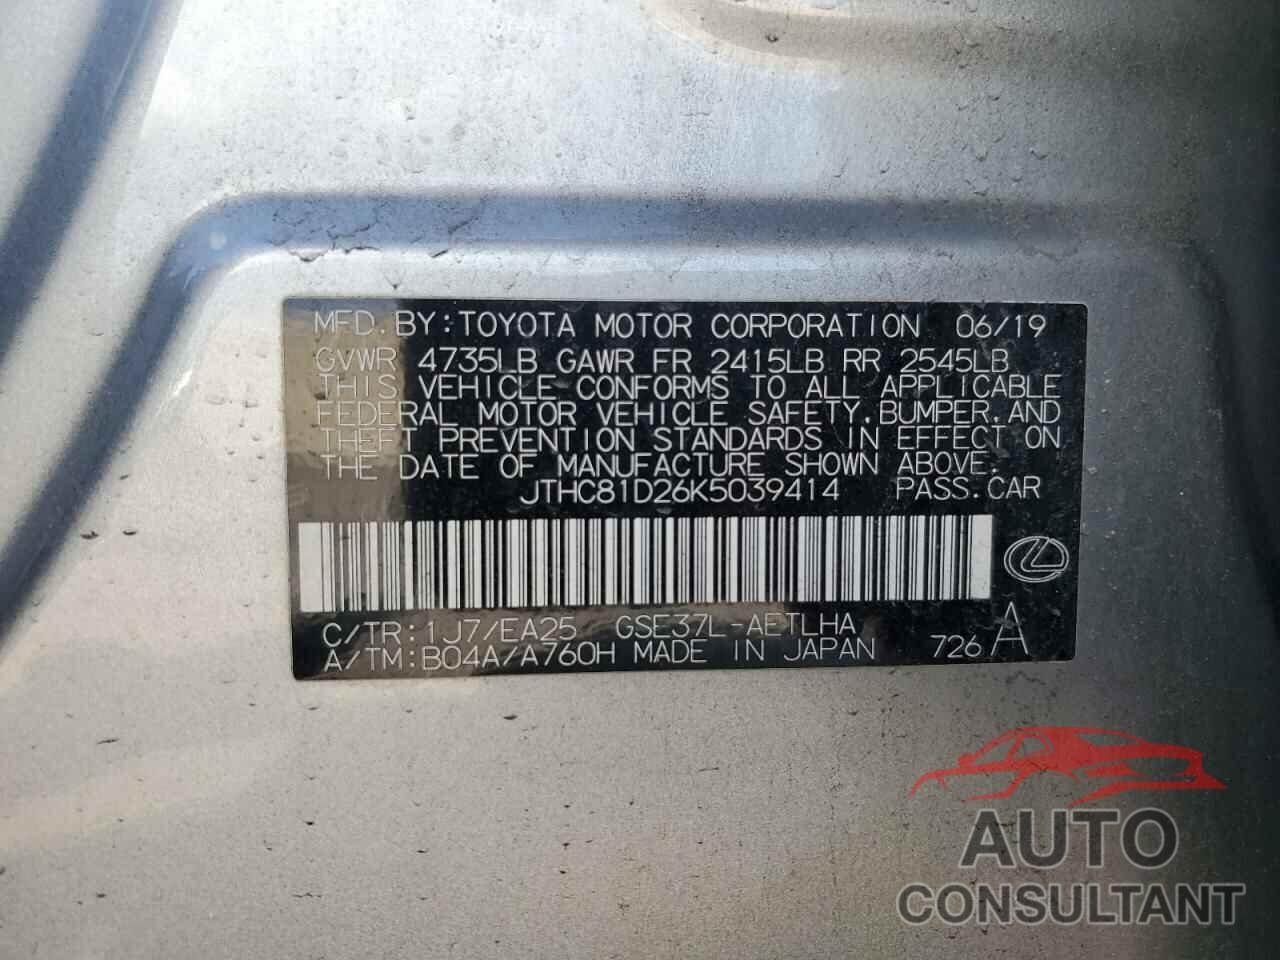 MFD.BY:TOYOTA MOTOR CORPORATION 06/19
GVWR 4735LB GAWR FR 2415LB RR 2545LB
THIS VEHICLE CONFORMS TO ALL APPLICABLE
FEDERAL MOTOR VEHICLE SAFETY,BUMPER,AND
THEFT PREVENTION STANDARDS IN EFFECT ON
THE DATE OF MANUFACTURE SHOWN ABOVE.
JTHC81D26K5039414 PASS.CAR
C/TR:1J7/EA25 GSE37L-AETLHA
A/TM:B04A/A760H MADE IN JAPAN 726 A
AUTO
CONSULTANT